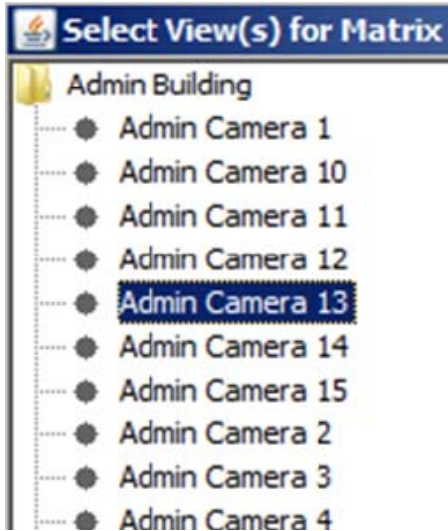 Select View(s) for Matrix
Admin Building
Admin Camera 1
Admin Camera 10
Admin Camera 11
Admin Camera 12
Admin Camera 13
Admin Camera 14
Admin Camera 15
Admin Camera 2
Admin Camera 3
Admin Camera 4